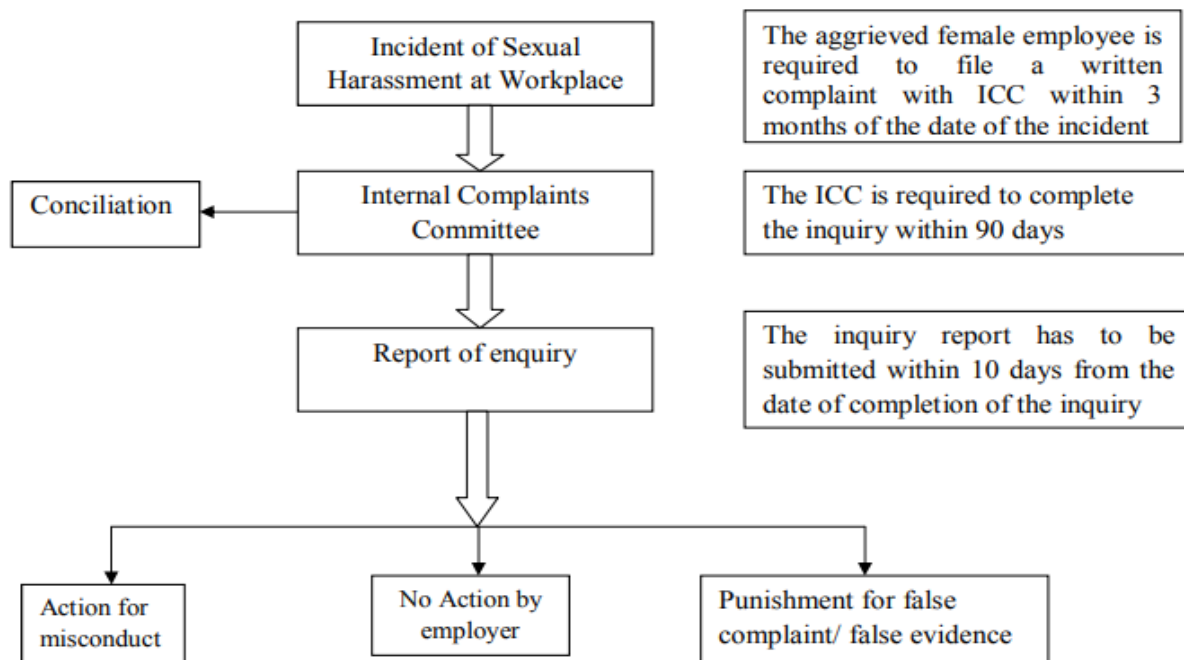 Incident of Sexual
Harassment at Workplace
The aggrieved female employee is
required to file a written
complaint with ICC within 3
months of the date of the incident
Conciliation
Internal Complaints
Committee
The ICC is required to complete
the inquiry within 90 days
Report of enquiry
The inquiry report has to be
submitted within 10 days from the
date of completion of the inquiry
Action for
misconduct
No Action by
employer
Punishment for false
complaint/ false evidence